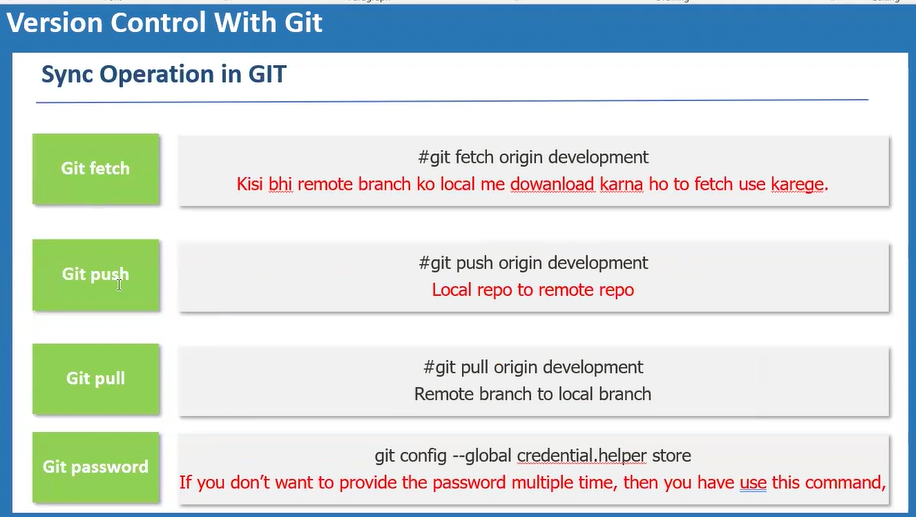 Version Control With Git
Sync Operation in GIT
Git fetch
#git fetch origin development
Kisi bhi remote branch ko local me dowanload karna ho to fetch use karege.
Git push
#git push origin development
Local repo to remote repo
Git pull
#git pull origin development
Remote branch to local branch
Git password
git config --global credential.helper store
If you don't want to provide the password multiple time, then you have use this command,